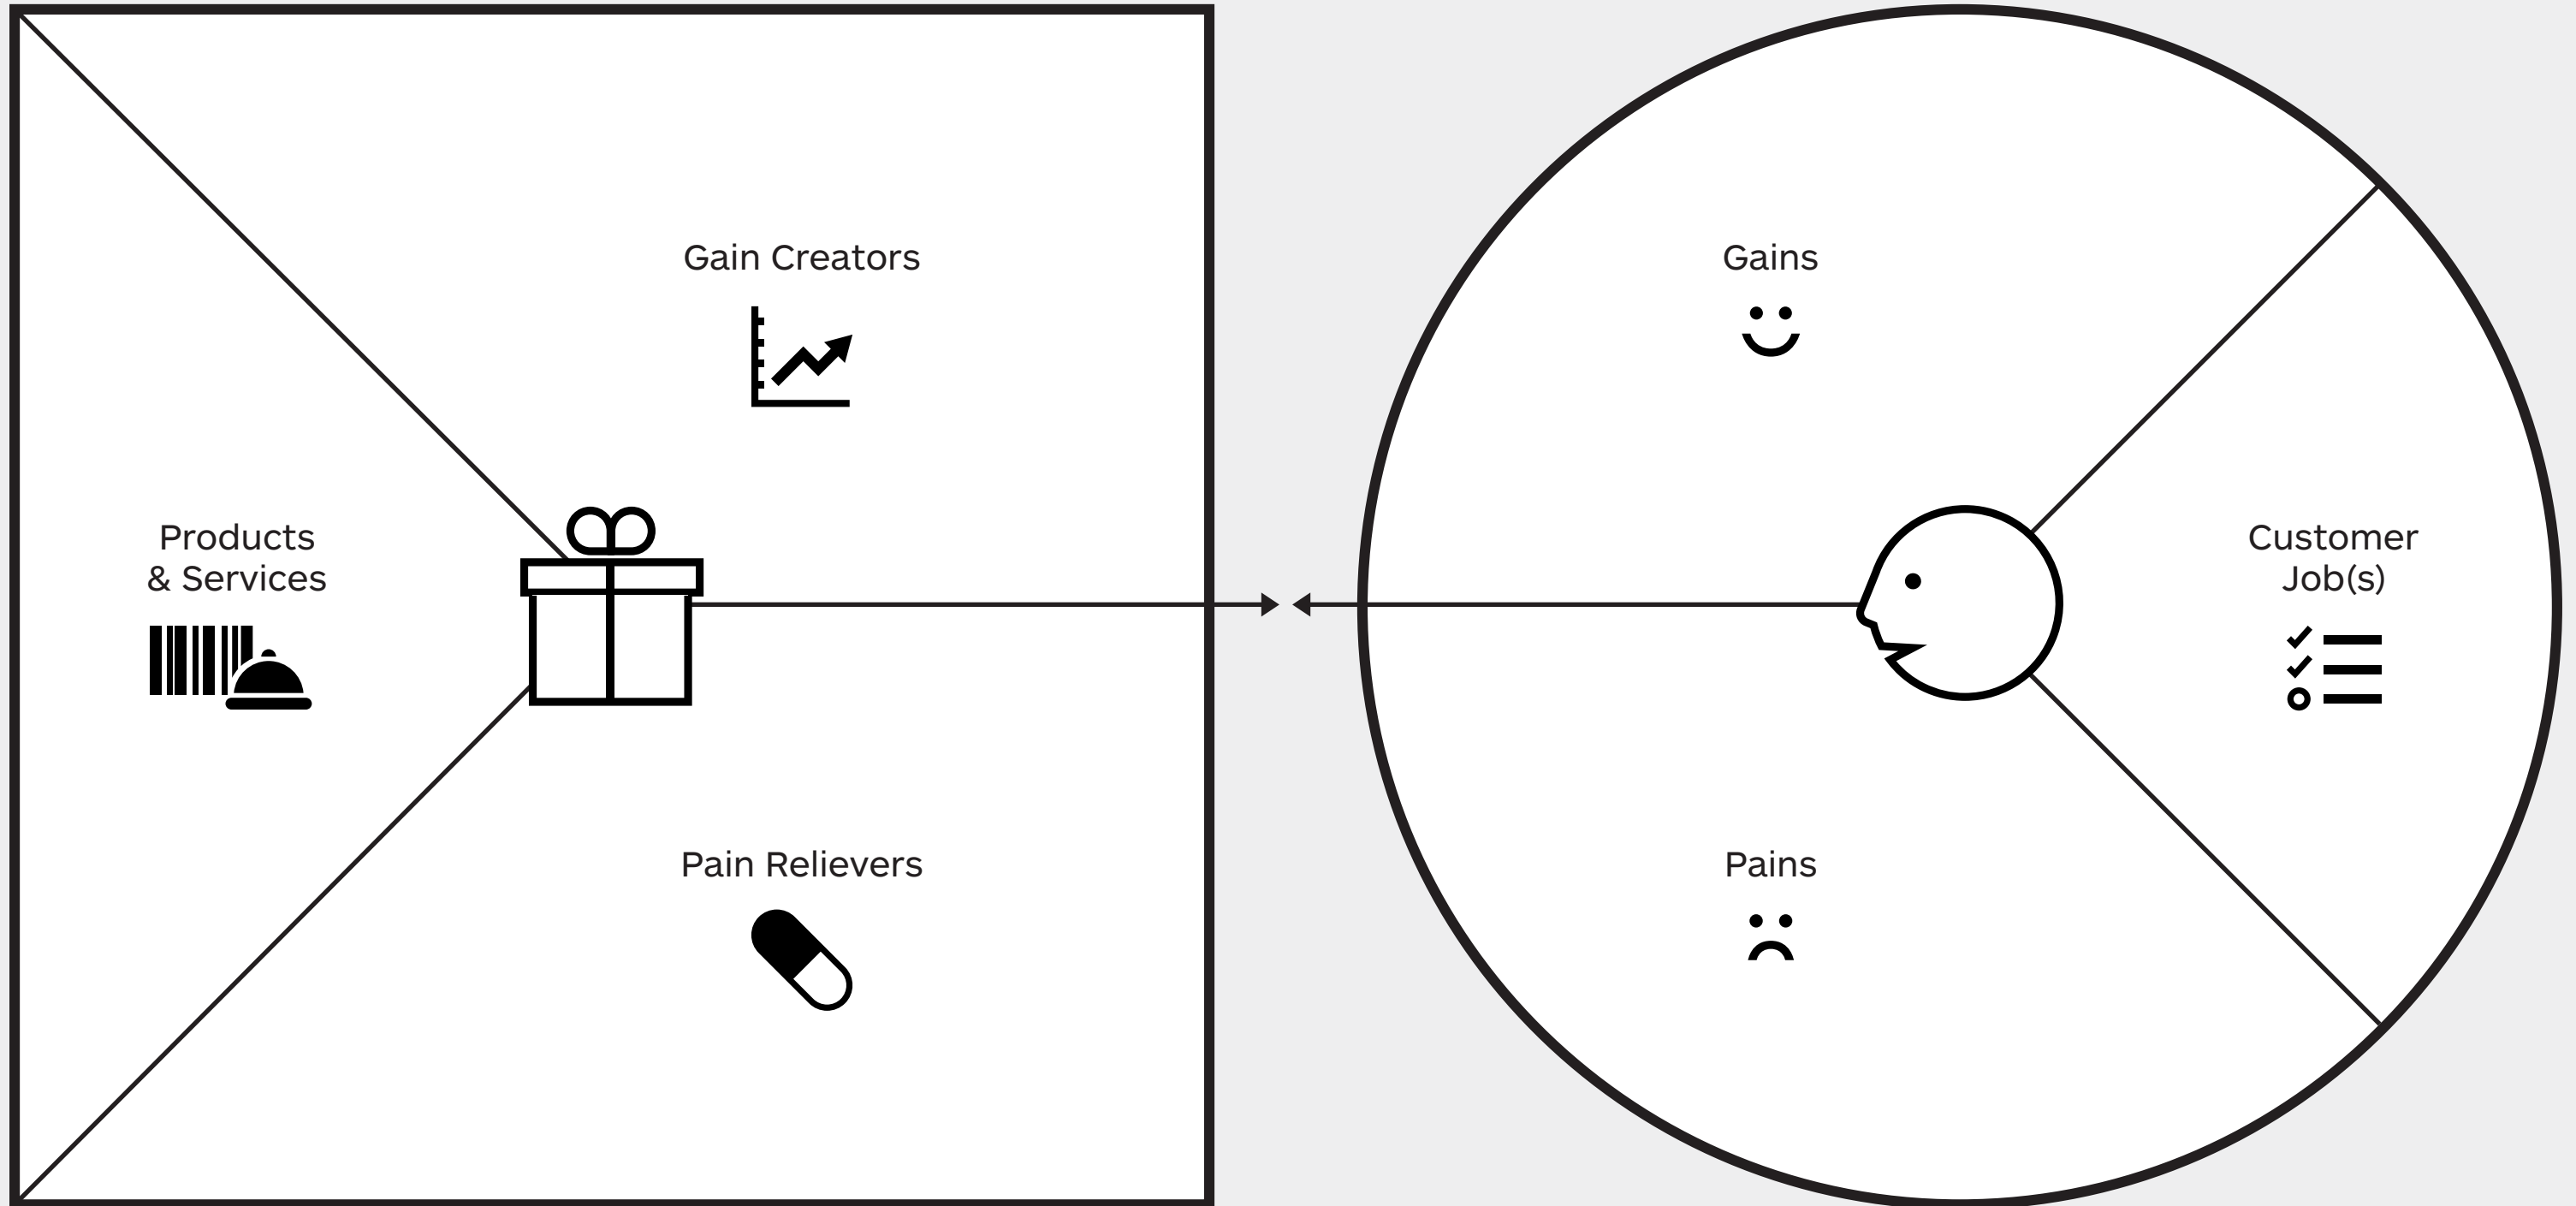 Gain Creators
Products
& Services
Pain Relievers
Gains
Customer
Job(s)
Pains